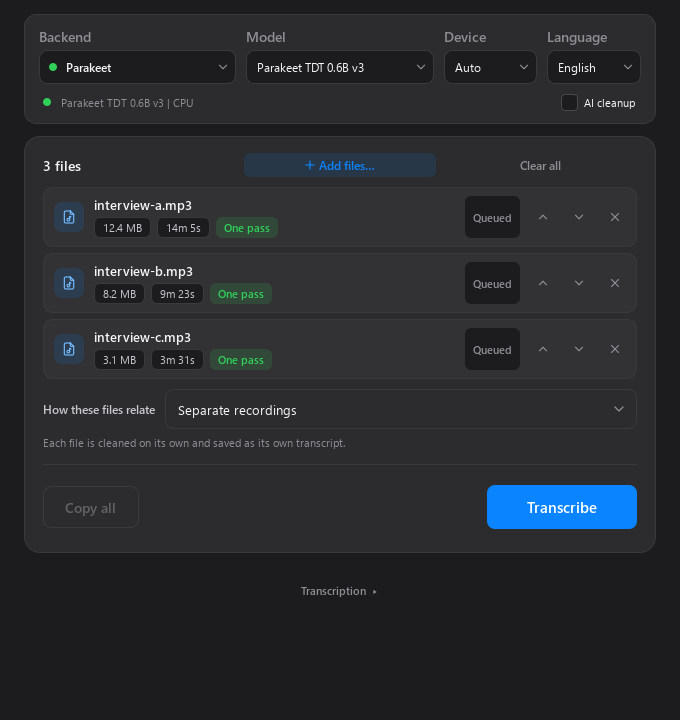 Backend Model Device Language
Parakeet Parakeet TDT 0.6B v3 Auto English
Parakeet TDT 0.6B v3 | CPU AI cleanup
3 files + Add files... Clear all
interview-a.mp3
12.4 MB 14m 5s One pass Queued
interview-b.mp3
8.2 MB 9m 23s One pass Queued
interview-c.mp3
3.1 MB 3m 31s One pass Queued
How these files relate Separate recordings
Each file is cleaned on its own and saved as its own transcript.
Copy all Transcribe
Transcription